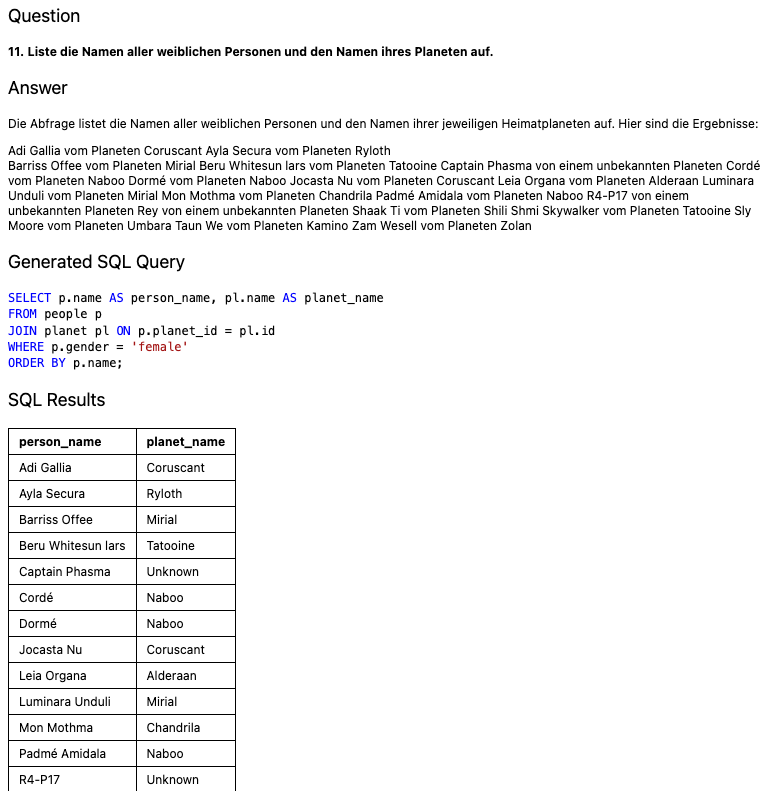 Question
11. Liste die Namen aller weiblichen Personen und den Namen ihres Planeten auf.
Answer
Die Abfrage listet die Namen aller weiblichen Personen und den Namen ihrer jeweiligen Heimatplaneten auf. Hier sind die Ergebnisse:
Adi Gallia vom Planeten Coruscant Ayla Secura vom Planeten Ryloth
Barriss Offee vom Planeten Mirial Beru Whitesun lars vom Planeten Tatooine Captain Phasma von einem unbekannten Planeten Cordé
vom Planeten Naboo Dormé vom Planeten Naboo Jocasta Nu vom Planeten Coruscant Leia Organa vom Planeten Alderaan Luminara
Unduli vom Planeten Mirial Mon Mothma vom Planeten Chandrila Padmé Amidala vom Planeten Naboo R4-P17 von einem
unbekannten Planeten Rey von einem unbekannten Planeten Shaak Ti vom Planeten Shili Shmi Skywalker vom Planeten Tatooine Sly
Moore vom Planeten Umbara Taun We vom Planeten Kamino Zam Wesell vom Planeten Zolan
Generated SQL Query
SELECT p.name AS person_name, pl.name AS planet_name
FROM people p
JOIN planet pl ON p.planet_id = pl.id
WHERE p.gender = 'female'
ORDER BY p.name;
SQL Results
person_name planet_name
Adi Gallia Coruscant
Ayla Secura Ryloth
Barriss Offee Mirial
Beru Whitesun lars Tatooine
Captain Phasma Unknown
Cordé Naboo
Dormé Naboo
Jocasta Nu Coruscant
Leia Organa Alderaan
Luminara Unduli Mirial
Mon Mothma Chandrila
Padmé Amidala Naboo
R4-P17 Unknown